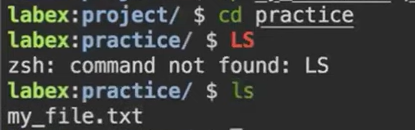 labex:project/ $ cd practice
labex:practice/ $ LS
zsh: command not found: LS
labex:practice/ $ ls
my_file.txt